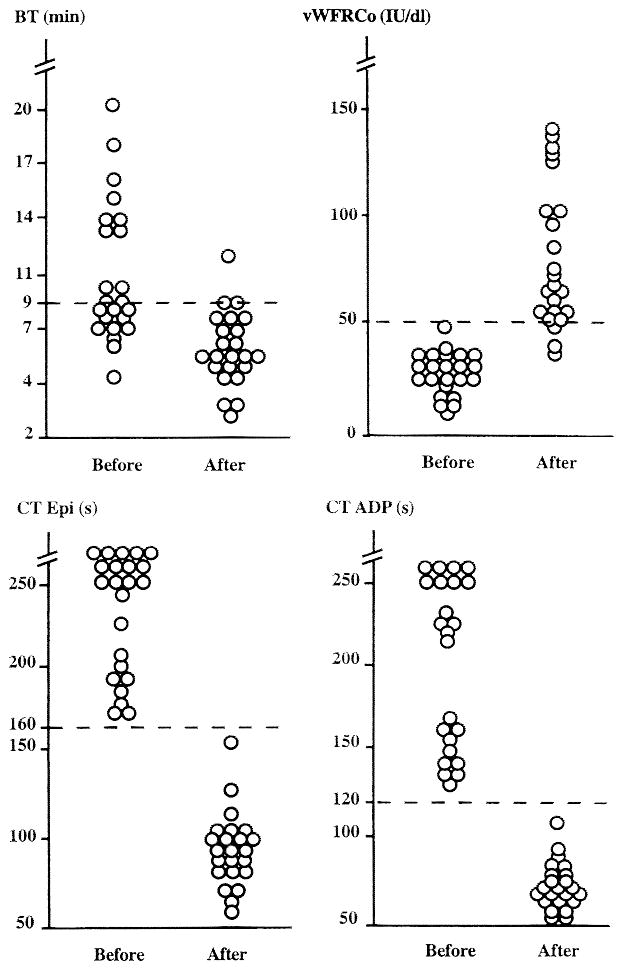 BT (min)
vWFRCo (IU/dl)
20
17
14
11
9
7
4
2
Before
After
150
100
50
0
Before
After
CT Epi (s)
CT ADP (s)
250
200
160
150
100
50
Before
After
250
200
150
120
100
50
Before
After